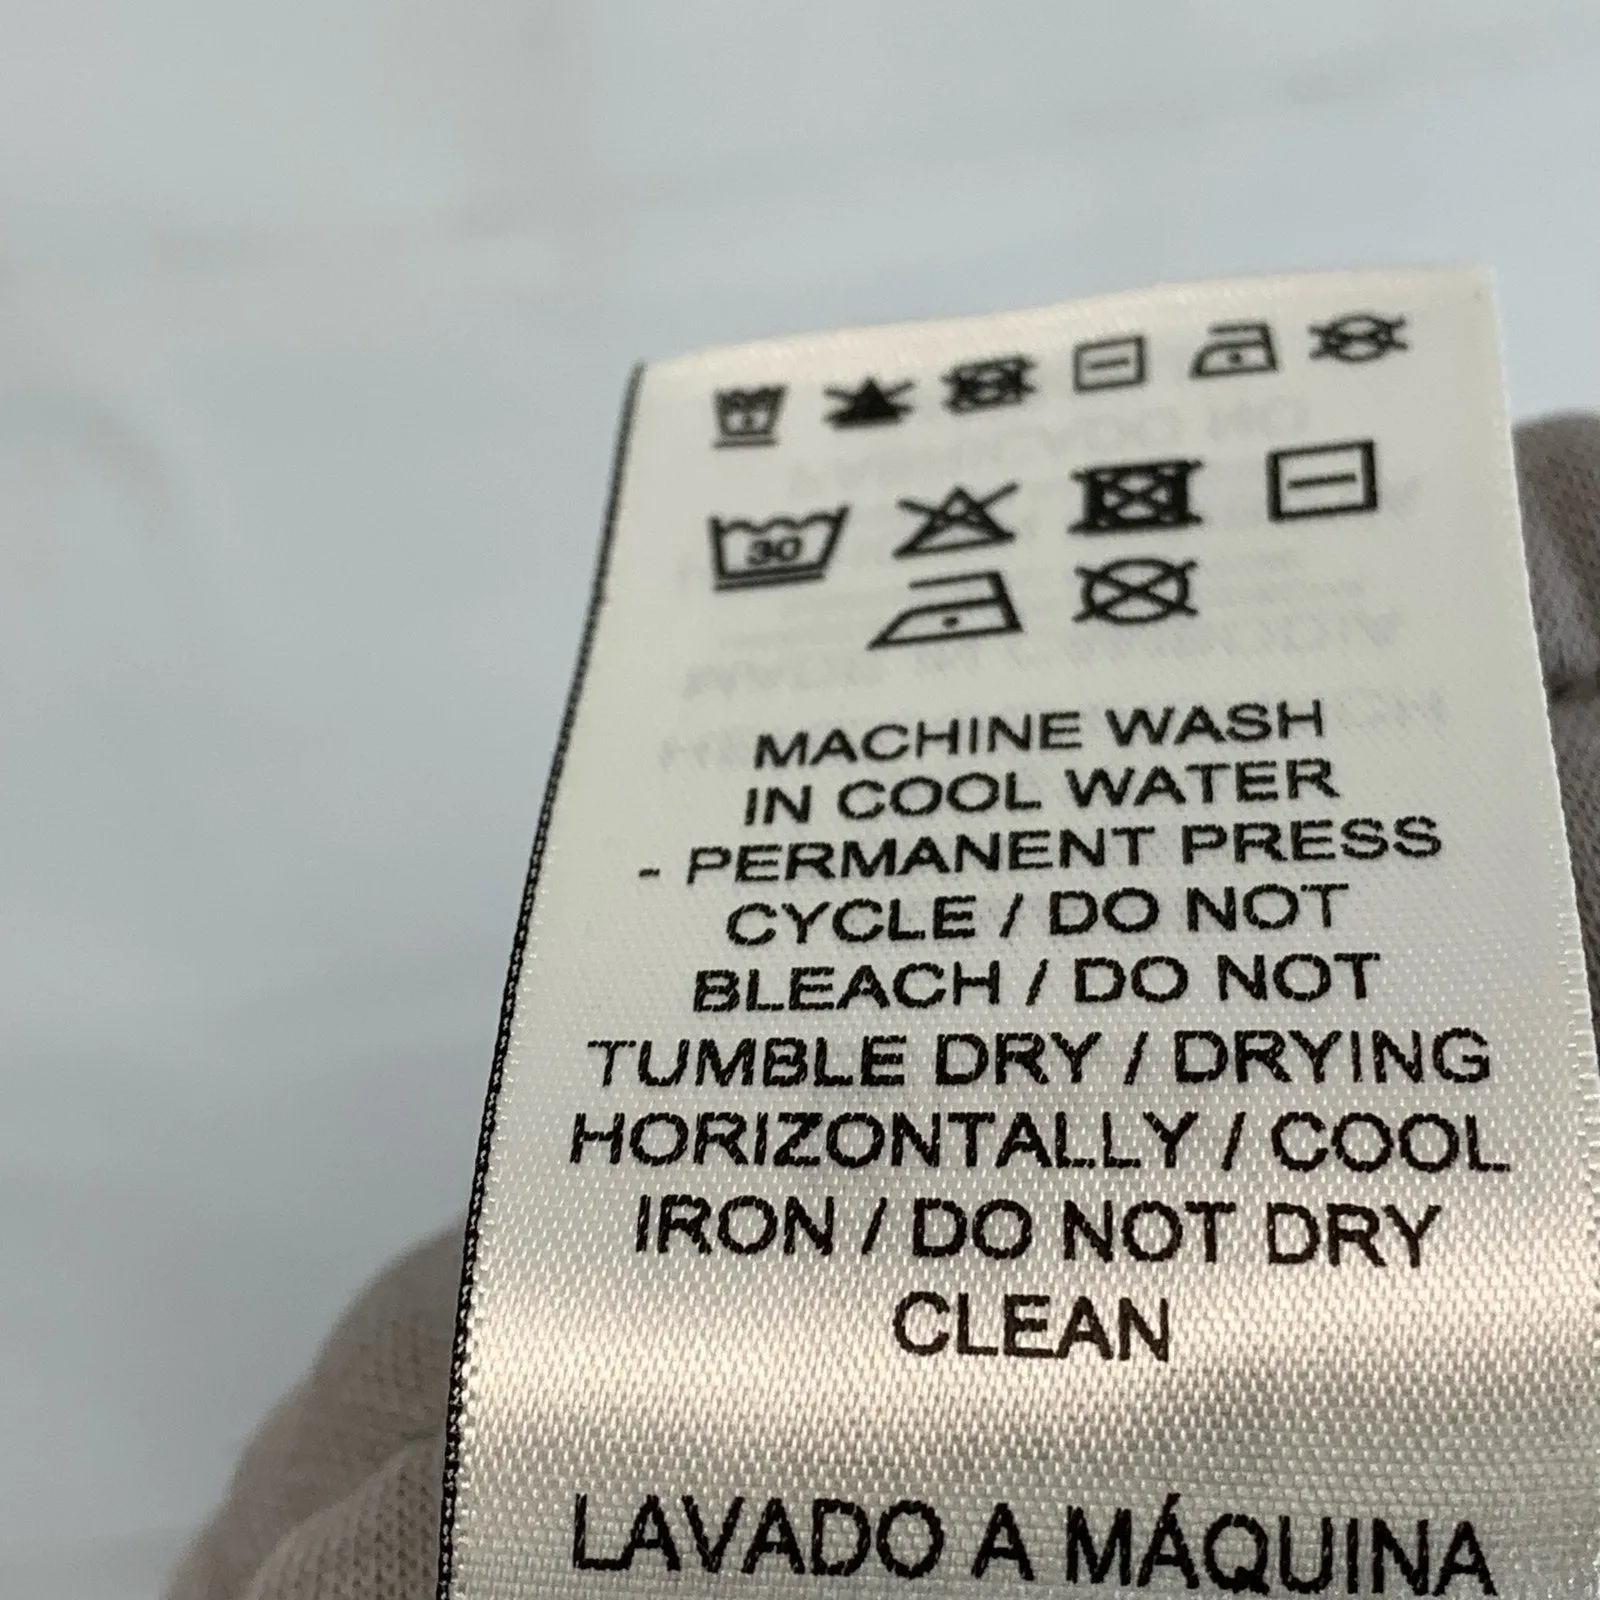 30
MACHINE WASH
IN COOL WATER
- PERMANENT PRESS
CYCLE / DO NOT
BLEACH / DO NOT
TUMBLE DRY / DRYING
HORIZONTALLY / COOL
IRON / DO NOT DRY
CLEAN
LAVADO A MÁQUINA